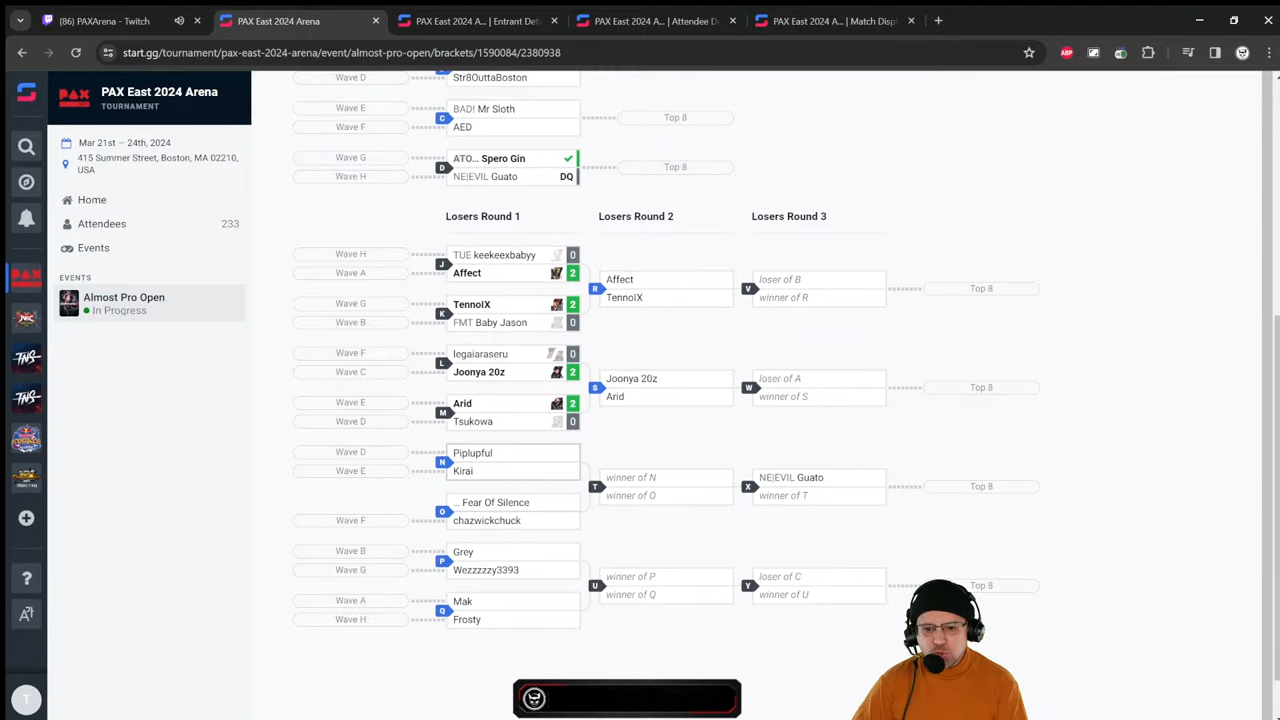 (86) PAXArena - Twitch
PAX East 2024 Arena
PAX East 2024 A... | Entrant Det
PAX East 2024 A... | Attendee D
PAX East 2024 A... | Match Displ
start.gg/tournament/pax-east-2024-arena/event/almost-pro-open/brackets/1590084/2380938
ABP
PAX
PAX East 2024 Arena
TOURNAMENT
Mar 21st – 24th, 2024
415 Summer Street, Boston, MA 02210,
USA
Home
Attendees 233
Events
EVENTS
Almost Pro Open
In Progress
PAX
TNS
TNS
T
Wave D Str8OuttaBoston
Wave E BAD! Mr Sloth
C Top 8
Wave F AED
Wave G ATO... Spero Gin
D Top 8
Wave H NE|EVIL Guato DQ
Losers Round 1 Losers Round 2 Losers Round 3
Wave H TUE keekeexbabyy 0
J
Wave A Affect 2
R Affect
TennoIX
V loser of B
winner of R
Top 8
Wave G TennoIX 2
K
Wave B FMT Baby Jason 0
Wave F legaiaraseru 0
L
Wave C Joonya 20z 2
S Joonya 20z
Arid
W loser of A
winner of S
Top 8
Wave E Arid 2
M
Wave D Tsukowa 0
Wave D Piplupful
N
Wave E Kirai
T winner of N
winner of O
X NE|EVIL Guato
winner of T
Top 8
... Fear Of Silence
O
Wave F chazwickchuck
Wave B Grey
P
Wave G Wezzzzzy3393
U winner of P
winner of Q
Y loser of C
winner of U
Top 8
Wave A Mak
Q
Wave H Frosty